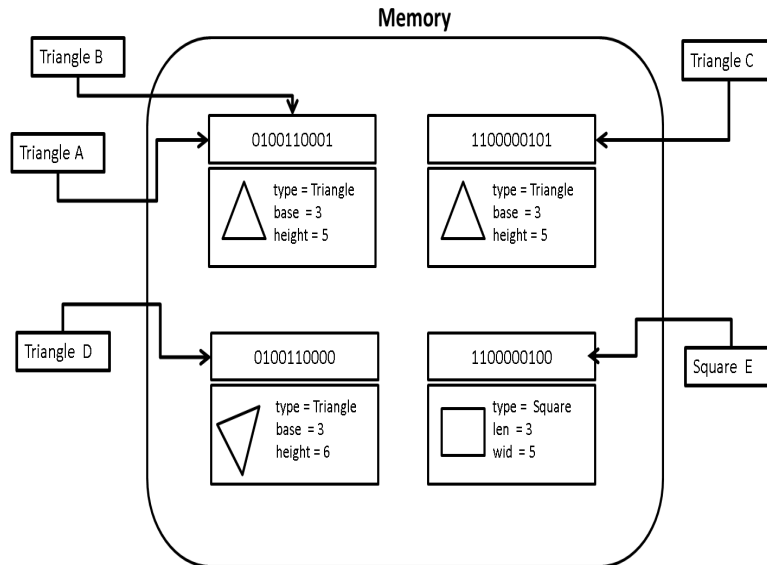 Memory
Triangle B
Triangle C
Triangle A
0100110001
1100000101
type = Triangle
base = 3
height = 5
type = Triangle
base = 3
height = 5
Triangle D
Square E
0100110000
1100000100
type = Triangle
base = 3
height = 6
type = Square
len = 3
wid = 5